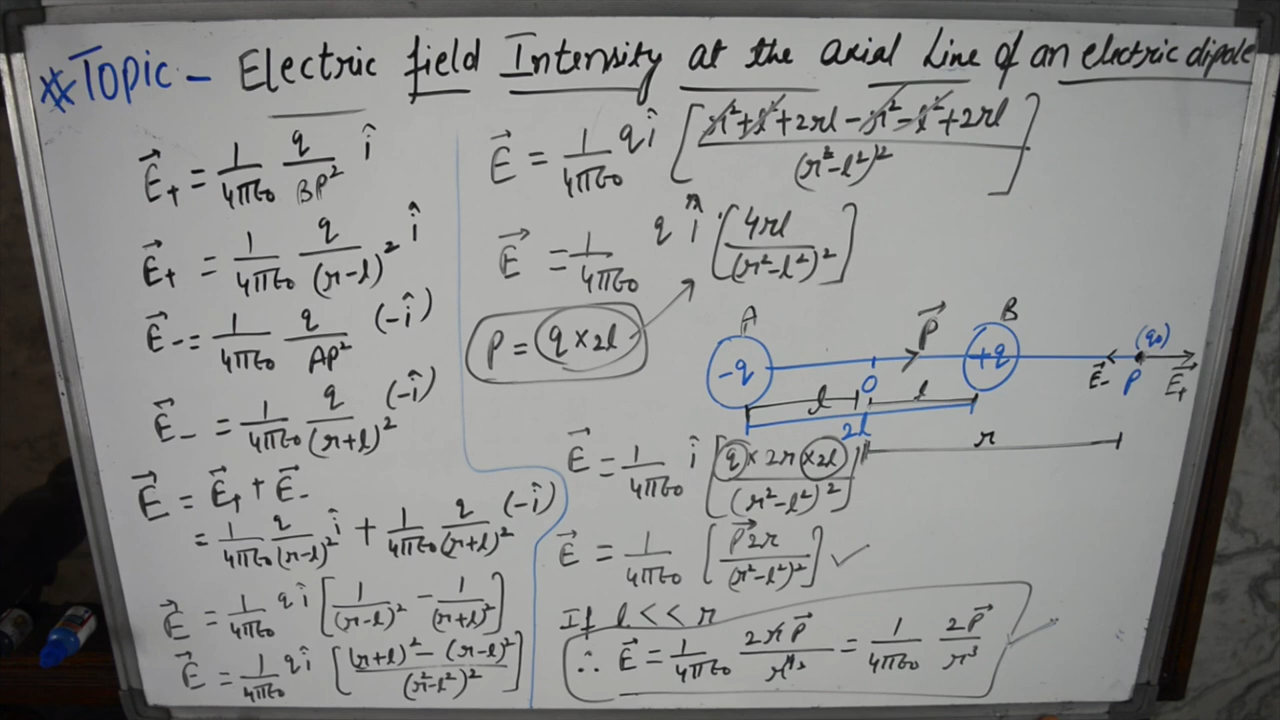 ※Topic - Electric field Intensity at the axial Line of an electric dipole
E⃗₊ = 1/4πϵ₀ q/BP² î
E⃗₊ = 1/4πϵ₀ q/(r-l)² î
E⃗₋ = 1/4πϵ₀ q/AP² (-î)
E⃗₋ = 1/4πϵ₀ q/(r+l)² (-î)
E⃗ = E⃗₊ + E⃗₋
= 1/4πϵ₀ q/(r-l)² î + 1/4πϵ₀ q/(r+l)² (-î)
E⃗ = 1/4πϵ₀ qî [1/(r-l)² - 1/(r+l)²]
E⃗ = 1/4πϵ₀ qî [((r+l)² - (r-l)²)/(r²-l²)²]
E⃗ = 1/4πϵ₀ qî [(r²+l²+2rl-r²-l²+2rl)/(r²-l²)²]
E⃗ = 1/4πϵ₀ q î [4rl/(r²-l²)²]
P = q×2l
A P⃗ B
-q +q (q₀)
O E⃗₋ P E⃗₊
l l
2l
r
E⃗ = 1/4πϵ₀ î [q×2r×2l/(r²-l²)²]
E⃗ = 1/4πϵ₀ [P⃗2r/(r²-l²)²] ✓
If l<<r
∴ E⃗ = 1/4πϵ₀ 2rP⃗/r⁴³ = 1/4πϵ₀ 2P⃗/r³